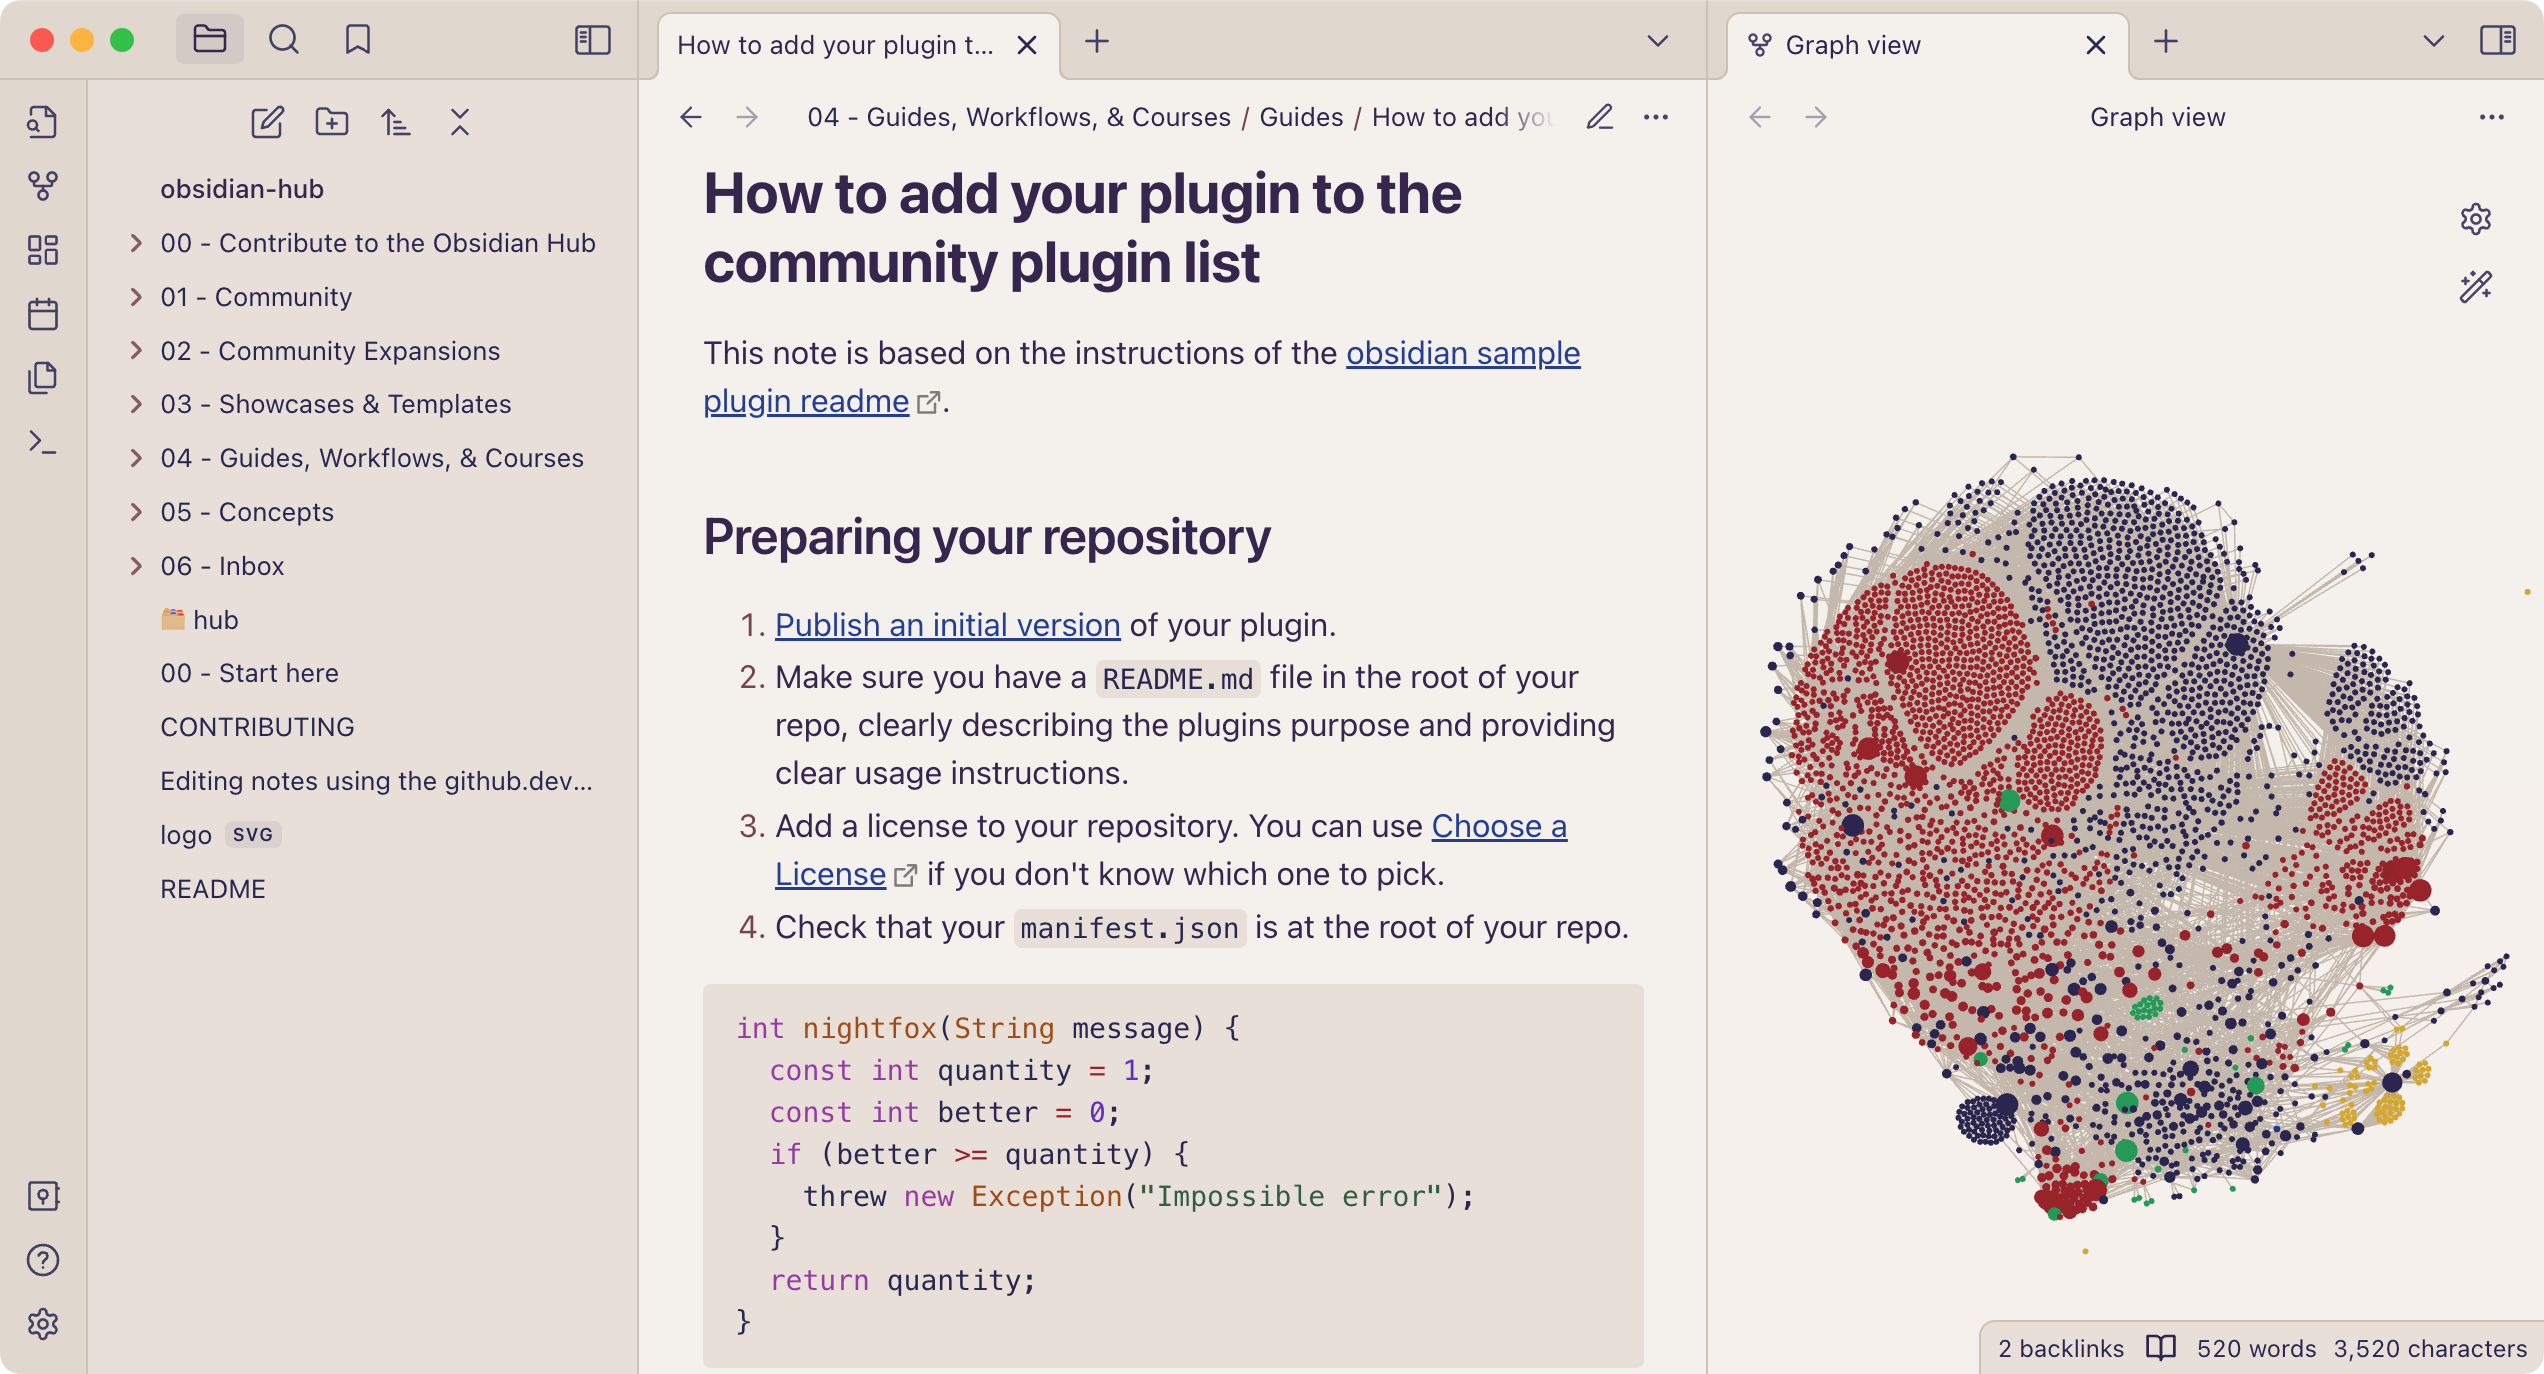 How to add your plugin t...
Graph view
04 - Guides, Workflows, & Courses / Guides / How to add you
Graph view
obsidian-hub
00 - Contribute to the Obsidian Hub
01 - Community
02 - Community Expansions
03 - Showcases & Templates
04 - Guides, Workflows, & Courses
05 - Concepts
06 - Inbox
hub
00 - Start here
CONTRIBUTING
Editing notes using the github.dev...
logo SVG
README
How to add your plugin to the
community plugin list
This note is based on the instructions of the obsidian sample
plugin readme.
Preparing your repository
1. Publish an initial version of your plugin.
2. Make sure you have a README.md file in the root of your
repo, clearly describing the plugins purpose and providing
clear usage instructions.
3. Add a license to your repository. You can use Choose a
License if you don't know which one to pick.
4. Check that your manifest.json is at the root of your repo.
int nightfox(String message) {
  const int quantity = 1;
  const int better = 0;
  if (better >= quantity) {
    threw new Exception("Impossible error");
  }
  return quantity;
}
2 backlinks 520 words 3,520 characters